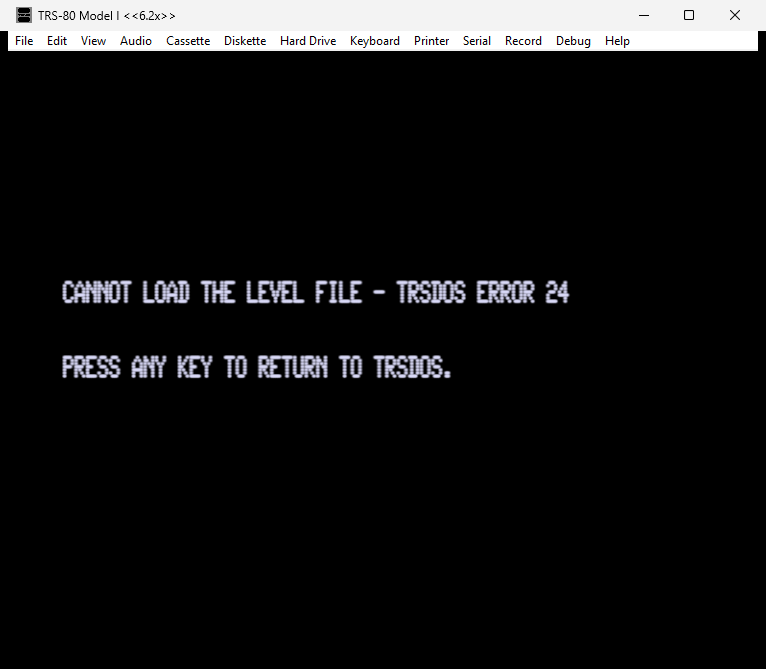 TRS-80 Model I <<6.2x>>
File Edit View Audio Cassette Diskette Hard Drive Keyboard Printer Serial Record Debug Help
CANNOT LOAD THE LEVEL FILE - TRSDOS ERROR 24
PRESS ANY KEY TO RETURN TO TRSDOS.